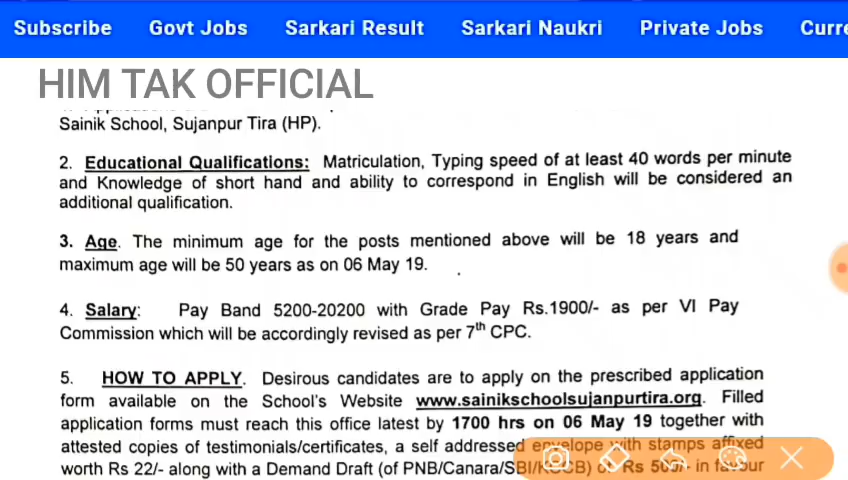 Subscribe Govt Jobs Sarkari Result Sarkari Naukri Private Jobs
HIM TAK OFFICIAL
Sainik School, Sujanpur Tira (HP).
2. Educational Qualifications: Matriculation, Typing speed of at least 40 words per minute
and Knowledge of short hand and ability to correspond in English will be considered an
additional qualification.
3. Age. The minimum age for the posts mentioned above will be 18 years and
maximum age will be 50 years as on 06 May 19.
4. Salary: Pay Band 5200-20200 with Grade Pay Rs.1900/- as per VI Pay
Commission which will be accordingly revised as per 7th CPC.
5. HOW TO APPLY. Desirous candidates are to apply on the prescribed application
form available on the School's Website www.sainikschoolsujanpurtira.org. Filled
application forms must reach this office latest by 1700 hrs on 06 May 19 together with
attested copies of testimonials/certificates, a self addressed envelope with stamps affixed
worth Rs 22/- along with a Demand Draft (of PNB/Canara/SBI/KCCB) of Rs 500/- in favour